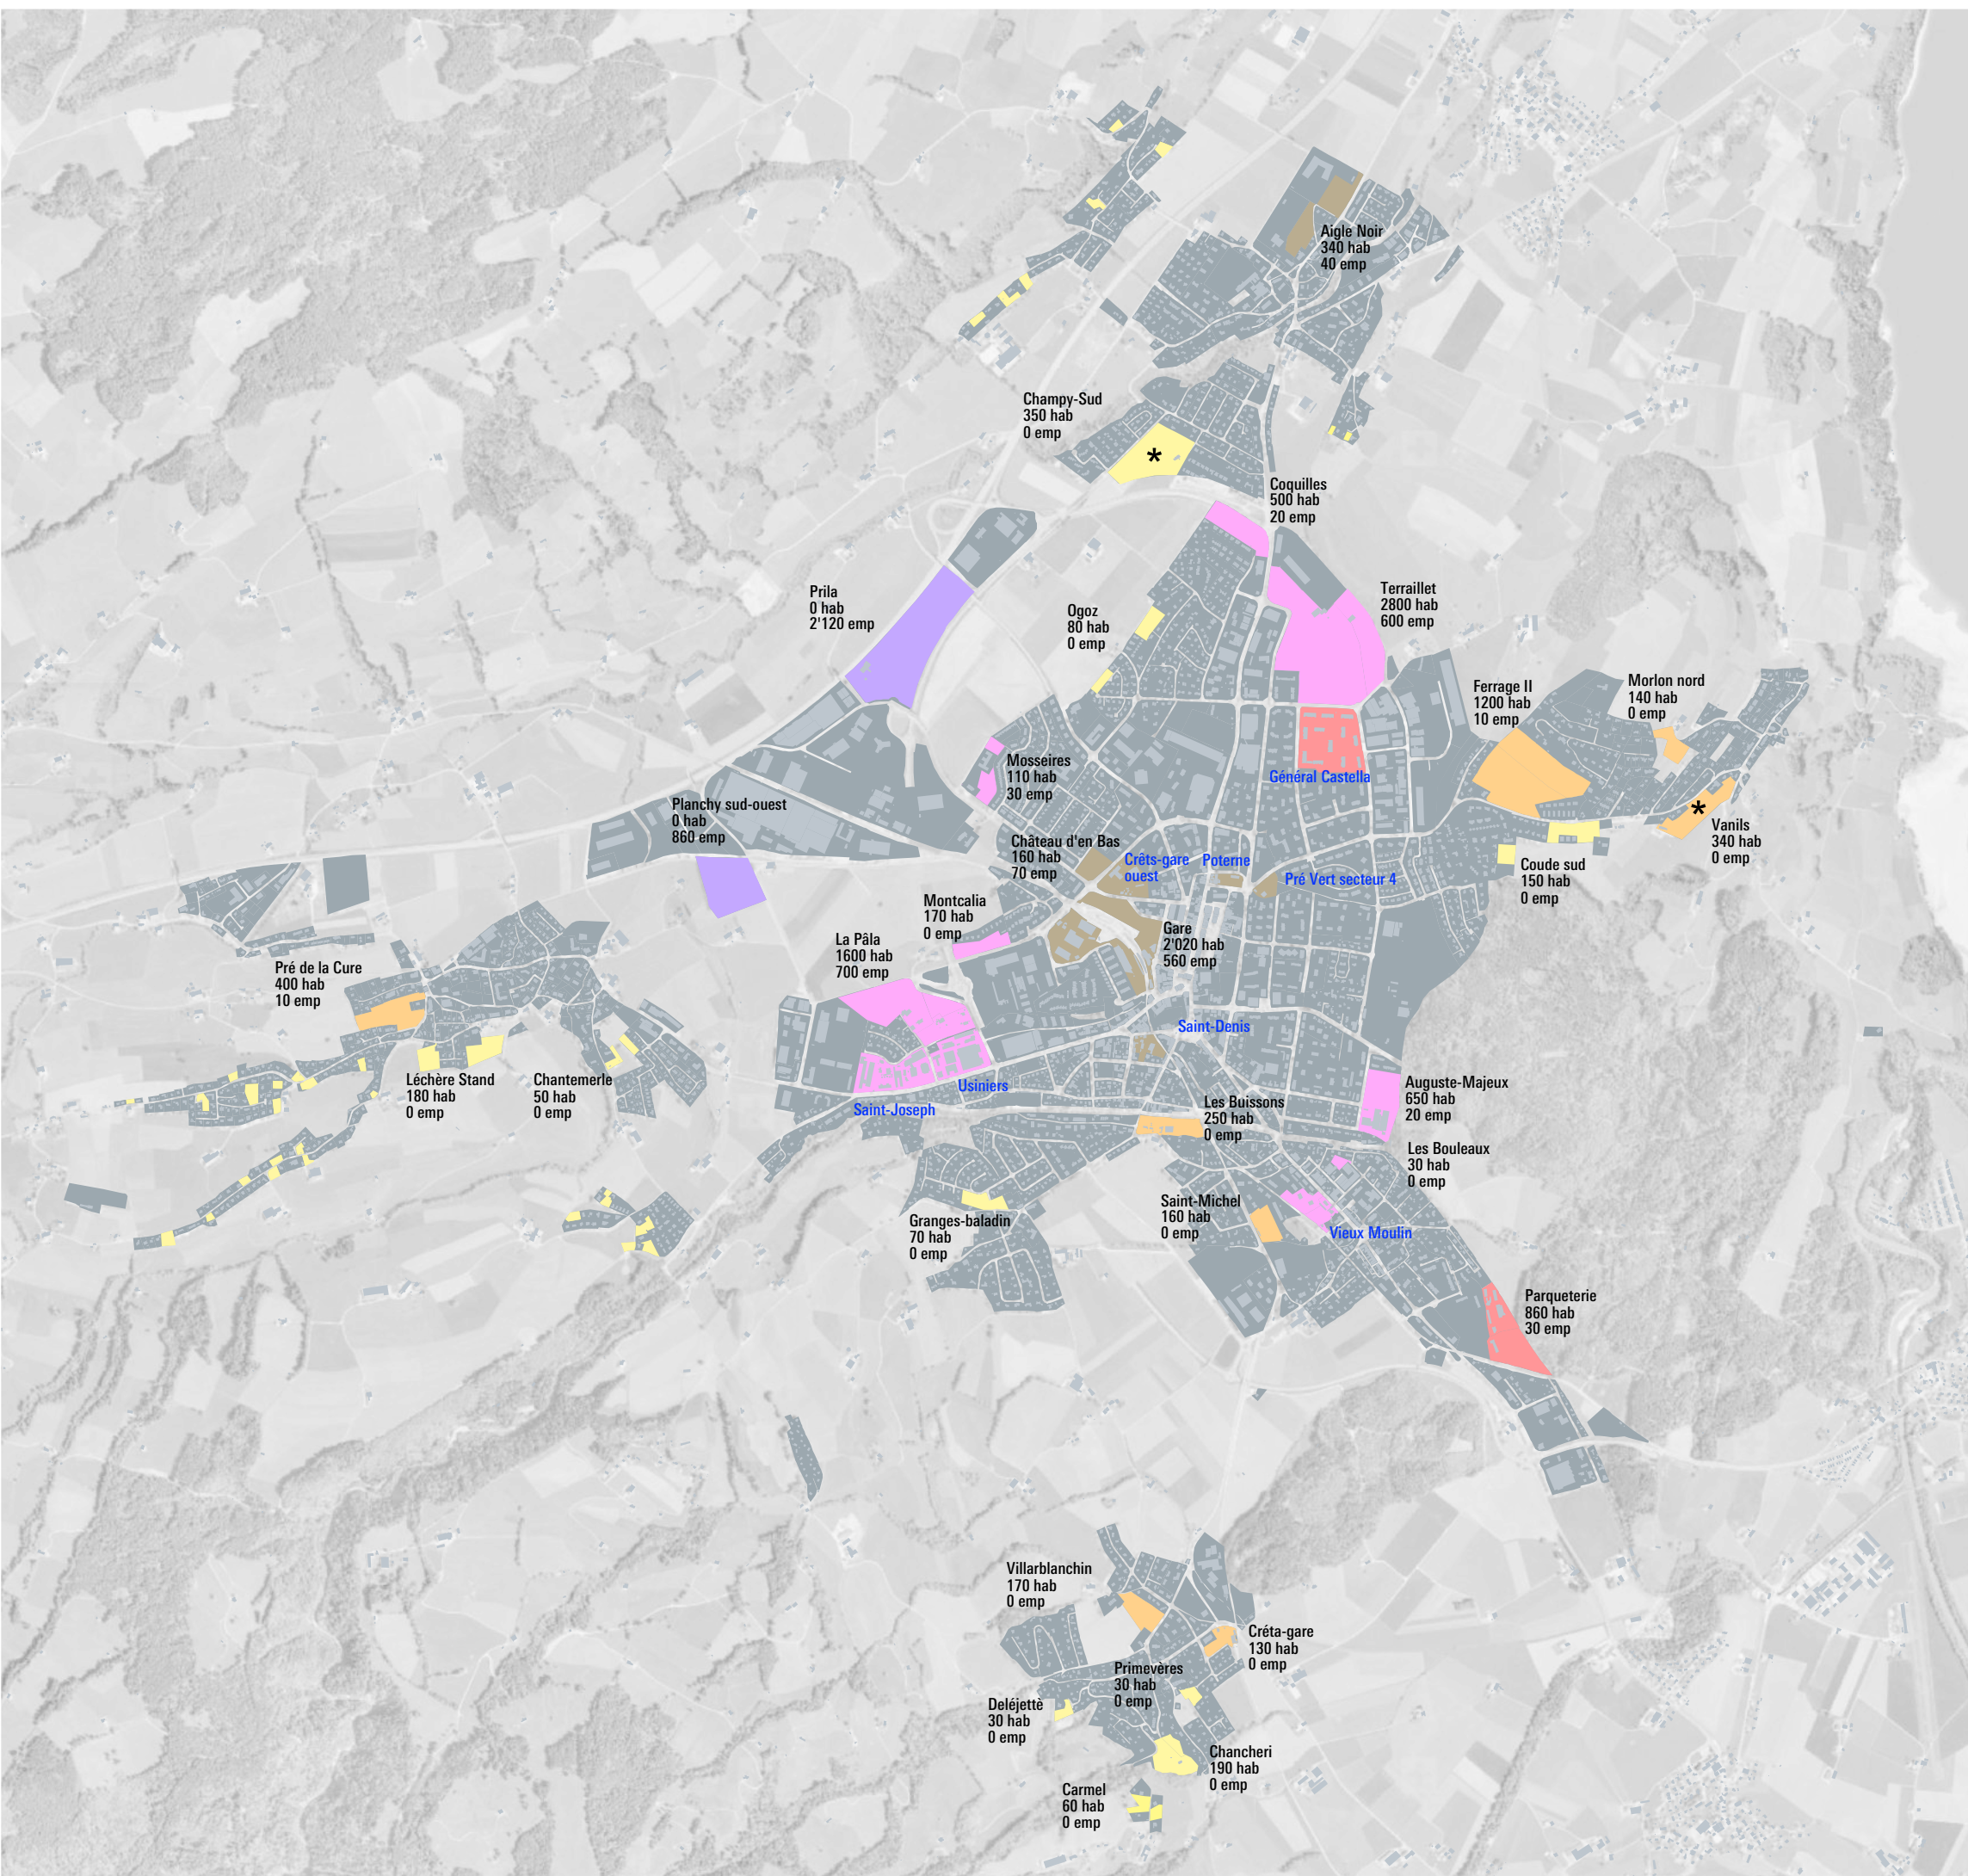 Aigle Noir
340 hab
40 emp
Champy-Sud
350 hab
0 emp
*
Coquilles
500 hab
20 emp
Prila
0 hab
2'120 emp
Ogoz
80 hab
0 emp
Terraillet
2800 hab
600 emp
Ferrage II
1200 hab
10 emp
Morlon nord
140 hab
0 emp
Mosseires
110 hab
30 emp
Général Castella
Planchy sud-ouest
0 hab
860 emp
*
Vanils
340 hab
0 emp
Château d'en Bas
160 hab
70 emp
Crêts-gare
ouest
Poterne
Pré Vert secteur 4
Coude sud
150 hab
0 emp
Montcalia
170 hab
0 emp
Gare
2'020 hab
560 emp
La Pâla
1600 hab
700 emp
Pré de la Cure
400 hab
10 emp
Saint-Denis
Léchère Stand
180 hab
0 emp
Chantemerle
50 hab
0 emp
Usiniers
Saint-Joseph
Les Buissons
250 hab
0 emp
Auguste-Majeux
650 hab
20 emp
Les Bouleaux
30 hab
0 emp
Saint-Michel
160 hab
0 emp
Granges-baladin
70 hab
0 emp
Vieux Moulin
Parqueterie
860 hab
30 emp
Villarblanchin
170 hab
0 emp
Créta-gare
130 hab
0 emp
Primevères
30 hab
0 emp
Deléjettè
30 hab
0 emp
Chancheri
190 hab
0 emp
Carmel
60 hab
0 emp